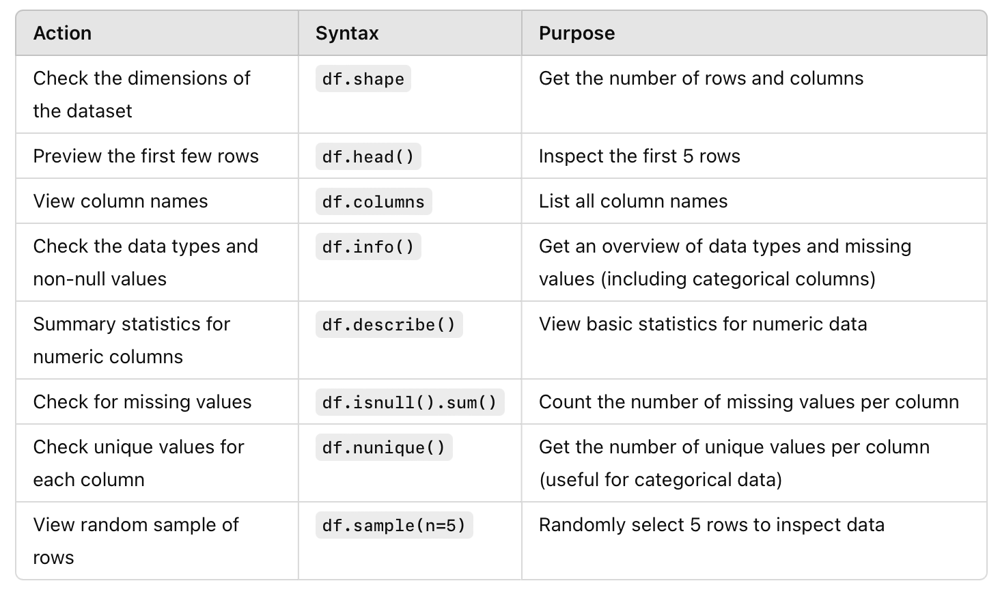 Action Syntax Purpose
Check the dimensions of df.shape Get the number of rows and columns
the dataset
Preview the first few rows df.head() Inspect the first 5 rows
View column names df.columns List all column names
Check the data types and df.info() Get an overview of data types and missing
non-null values values (including categorical columns)
Summary statistics for df.describe() View basic statistics for numeric data
numeric columns
Check for missing values df.isnull().sum() Count the number of missing values per column
Check unique values for df.nunique() Get the number of unique values per column
each column (useful for categorical data)
View random sample of df.sample(n=5) Randomly select 5 rows to inspect data
rows